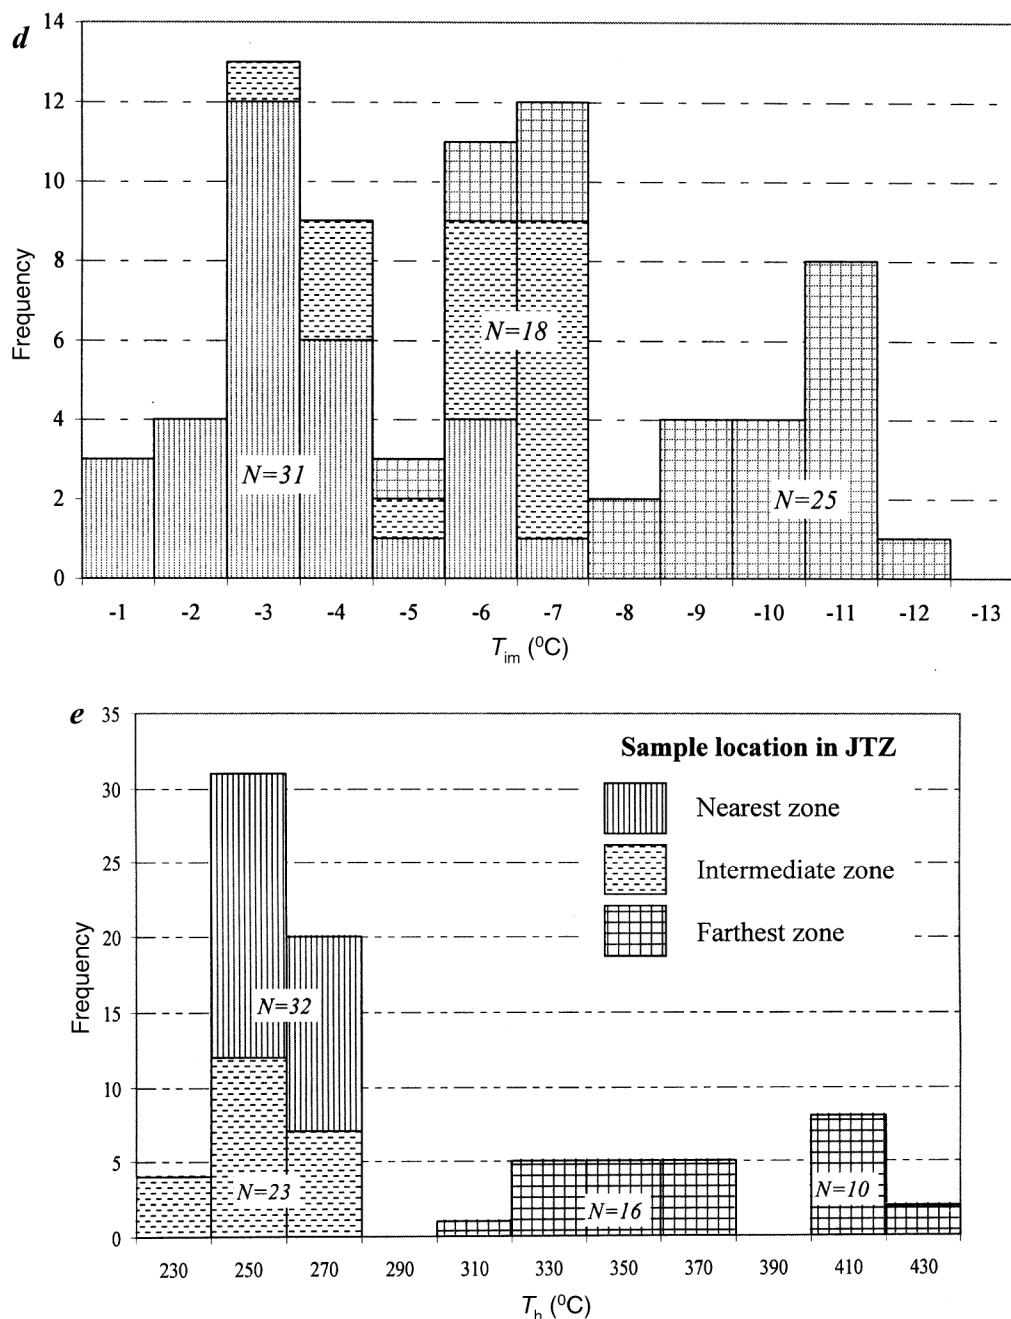 d
14
12
10
8
6
4
2
0
Frequency
N=31
N=18
N=25
-1 -2 -3 -4 -5 -6 -7 -8 -9 -10 -11 -12 -13
Tim (⁰C)
e
35
30
25
20
15
10
5
0
Frequency
Sample location in JTZ
Nearest zone
Intermediate zone
Farthest zone
N=32
N=23
N=16
N=10
230 250 270 290 310 330 350 370 390 410 430
Th (⁰C)